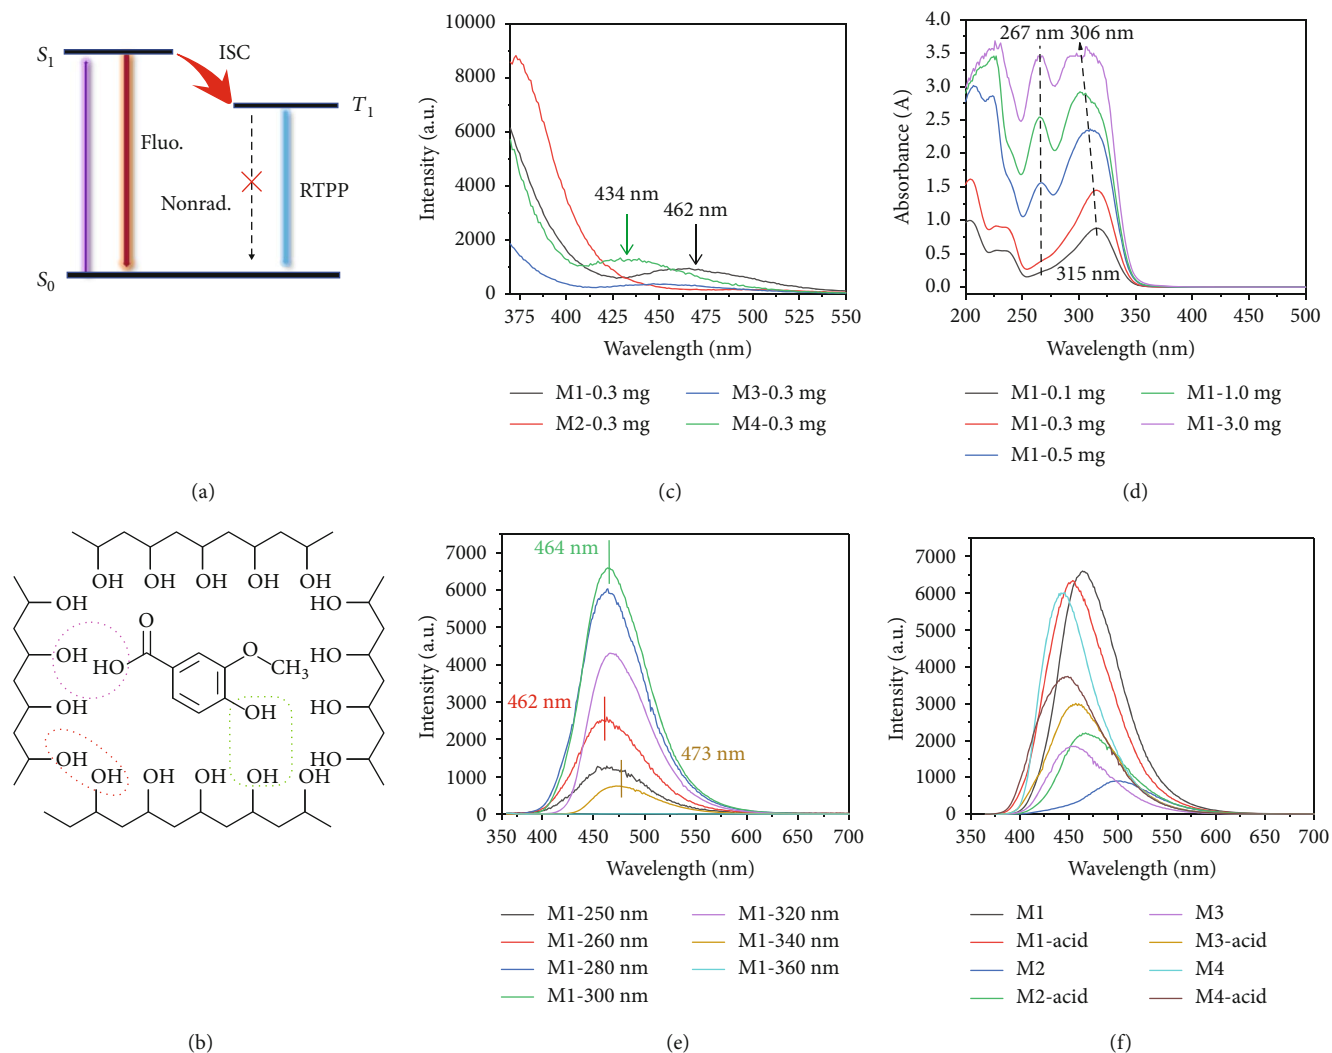 S1
ISC
T1
Fluo.
Nonrad.
RTPP
S0
(a)
10000
8000
6000
4000
2000
0
Intensity (a.u.)
434 nm
462 nm
375 400 425 450 475 500 525 550
Wavelength (nm)
M1-0.3 mg
M3-0.3 mg
M2-0.3 mg
M4-0.3 mg
(c)
4.0
3.5
3.0
2.5
2.0
1.5
1.0
0.5
0.0
Absorbance (A)
267 nm 306 nm
315 nm
200 250 300 350 400 450 500
Wavelength (nm)
M1-0.1 mg
M1-1.0 mg
M1-0.3 mg
M1-3.0 mg
M1-0.5 mg
(d)
OH OH OH OH OH
OH
HO
O
OH
HO
O
CH3
HO
OH
OH
HO
OH
HO
OH OH OH OH OH
(b)
7000
6000
5000
4000
3000
2000
1000
0
Intensity (a.u.)
464 nm
462 nm
473 nm
350 400 450 500 550 600 650 700
Wavelength (nm)
M1-250 nm
M1-320 nm
M1-260 nm
M1-340 nm
M1-280 nm
M1-360 nm
M1-300 nm
(e)
7000
6000
5000
4000
3000
2000
1000
0
Intensity (a.u.)
350 400 450 500 550 600 650 700
Wavelength (nm)
M1
M3
M1-acid
M3-acid
M2
M4
M2-acid
M4-acid
(f)